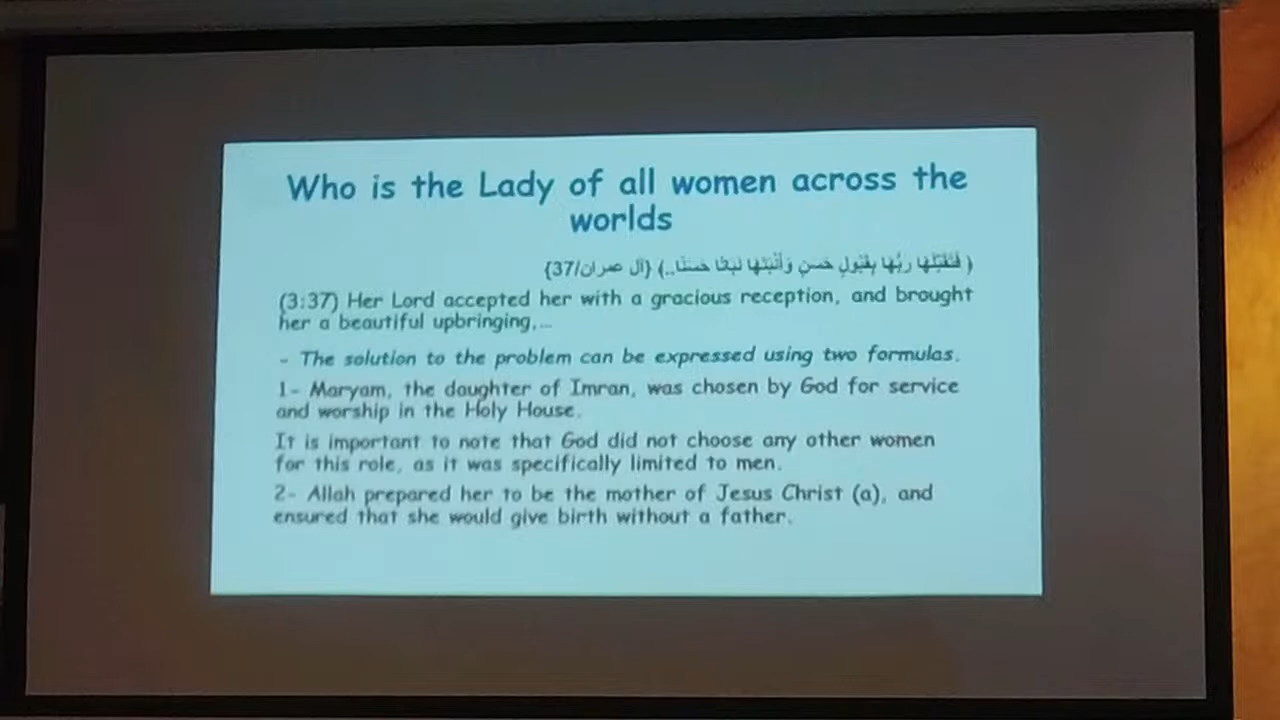 Who is the Lady of all women across the
worlds
( فَتَقَبَّلَهَا رَبُّهَا بِقَبُولٍ حَسَنٍ وَأَنْبَتَهَا نَبَاتًا حَسَنًا..) {آل عمران/37}
(3:37) Her Lord accepted her with a gracious reception, and brought
her a beautiful upbringing,...
- The solution to the problem can be expressed using two formulas.
1- Maryam, the daughter of Imran, was chosen by God for service
and worship in the Holy House.
It is important to note that God did not choose any other women
for this role, as it was specifically limited to men.
2- Allah prepared her to be the mother of Jesus Christ (a), and
ensured that she would give birth without a father.